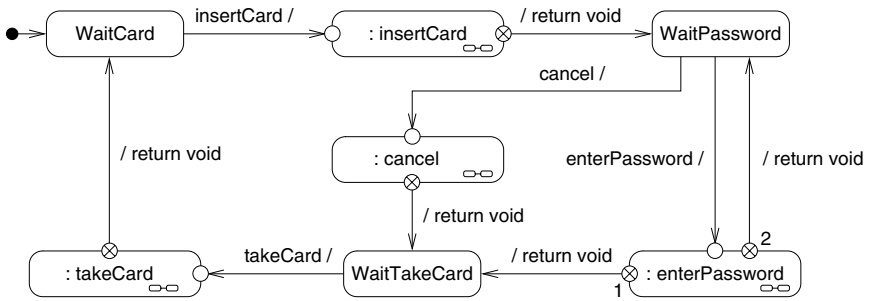 WaitCard
insertCard /
: insertCard
/ return void
WaitPassword
cancel /
/ return void
: cancel
enterPassword /
/ return void
/ return void
: takeCard
takeCard /
WaitTakeCard
/ return void
1
: enterPassword
2